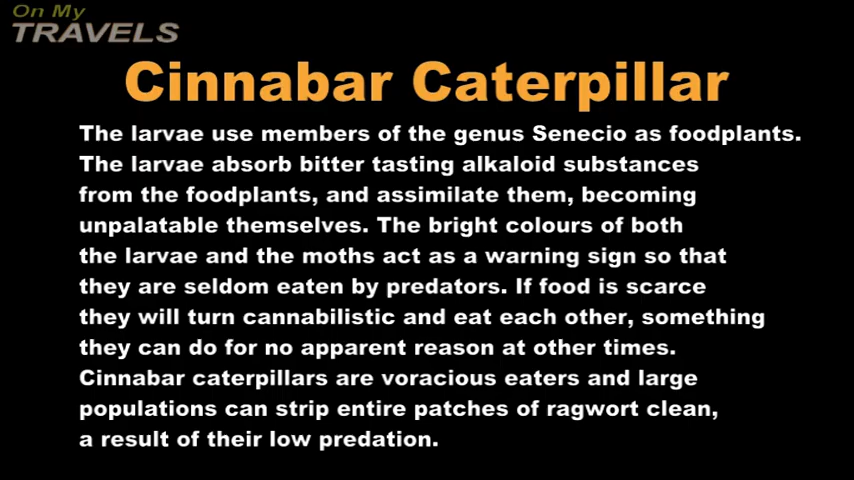 On My
TRAVELS
Cinnabar Caterpillar
The larvae use members of the genus Senecio as foodplants.
The larvae absorb bitter tasting alkaloid substances
from the foodplants, and assimilate them, becoming
unpalatable themselves. The bright colours of both
the larvae and the moths act as a warning sign so that
they are seldom eaten by predators. If food is scarce
they will turn cannabilistic and eat each other, something
they can do for no apparent reason at other times.
Cinnabar caterpillars are voracious eaters and large
populations can strip entire patches of ragwort clean,
a result of their low predation.